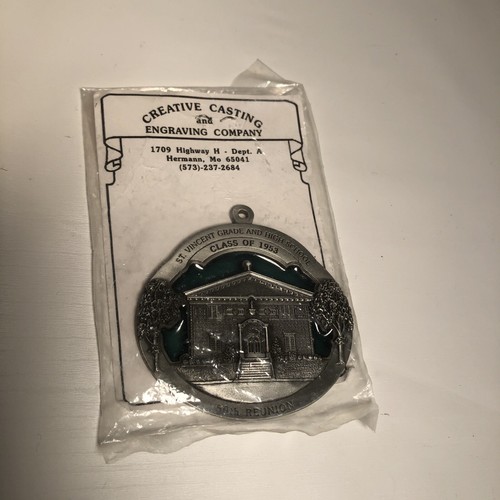 CREATIVE CASTING
and
ENGRAVING COMPANY
1709 Highway H - Dept. A
Hermann, Mo 65041
(573)-237-2684
ST. VINCENT GRADE AND HIGH SCHOOL
CLASS OF 1953
REUNION